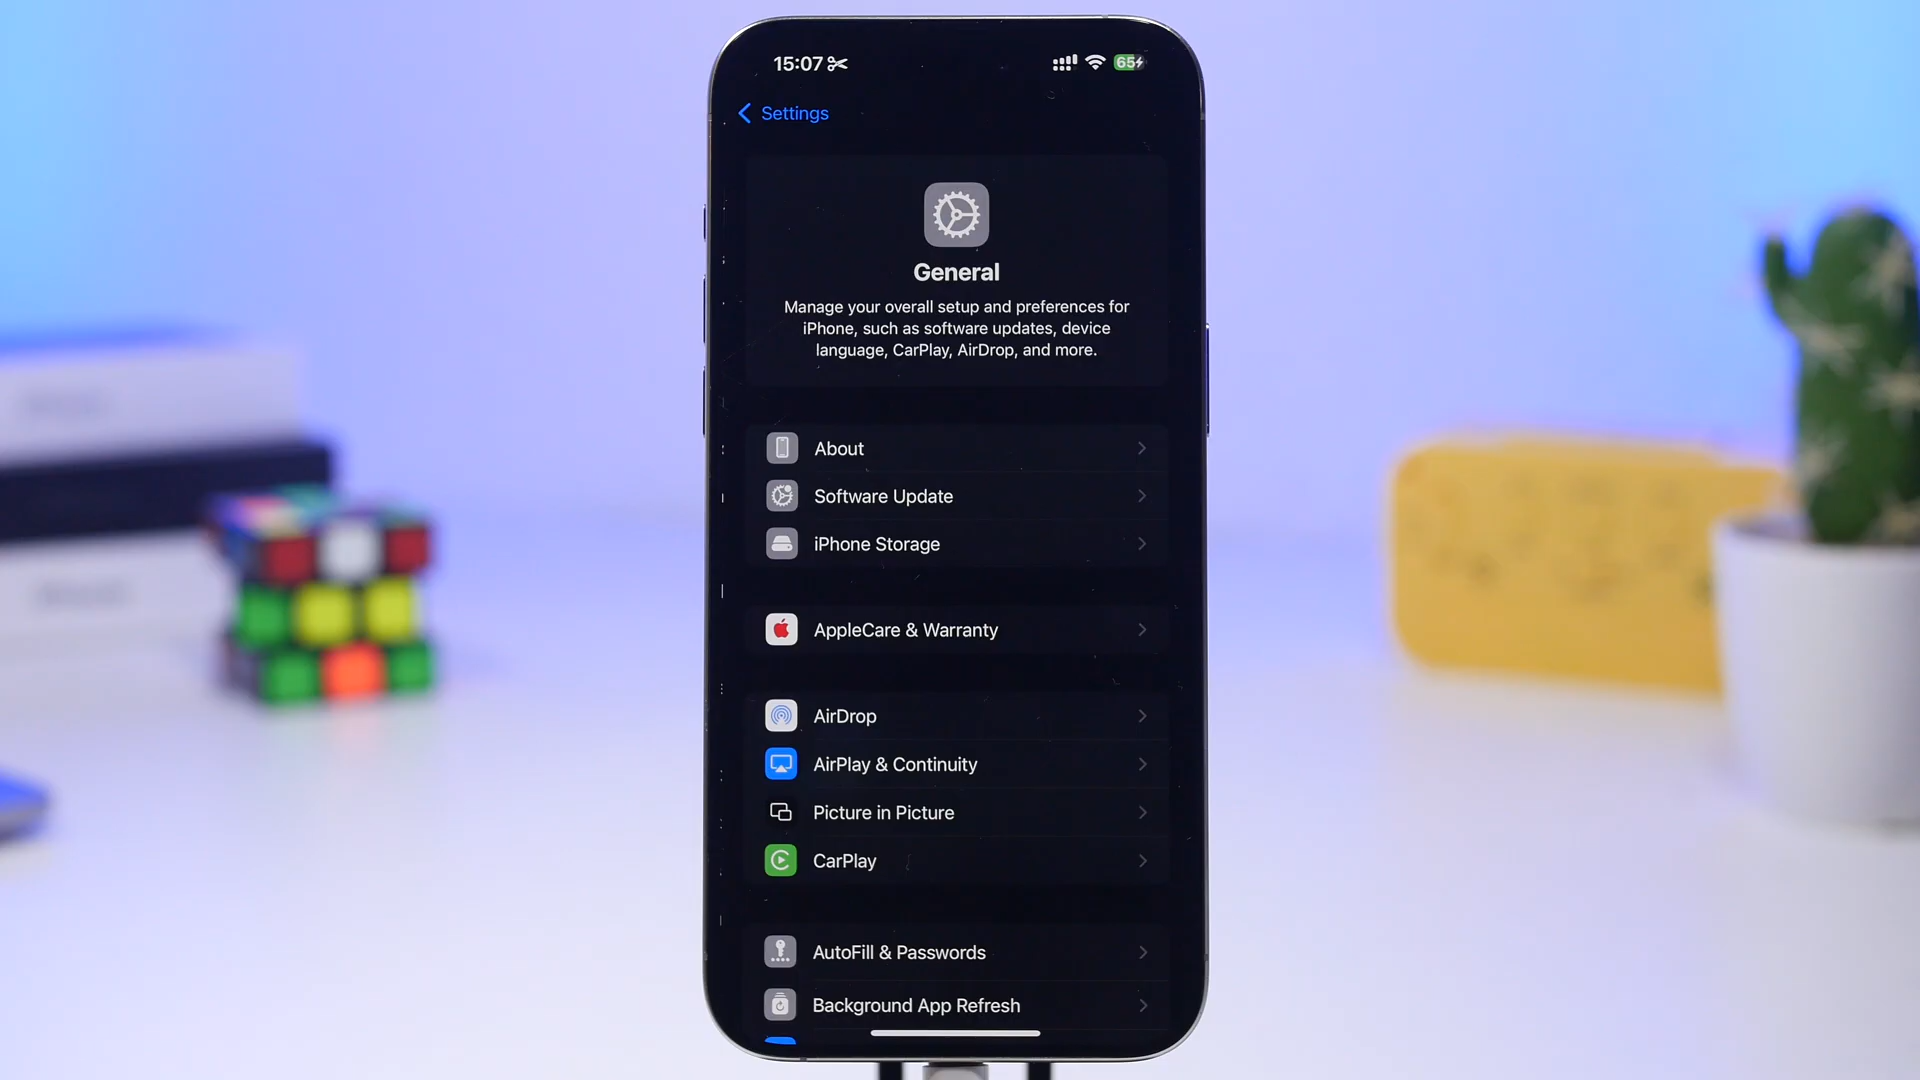 15:07
65
Settings
General
Manage your overall setup and preferences for
iPhone, such as software updates, device
language, CarPlay, AirDrop, and more.
About
Software Update
iPhone Storage
AppleCare & Warranty
AirDrop
AirPlay & Continuity
Picture in Picture
CarPlay
AutoFill & Passwords
Background App Refresh